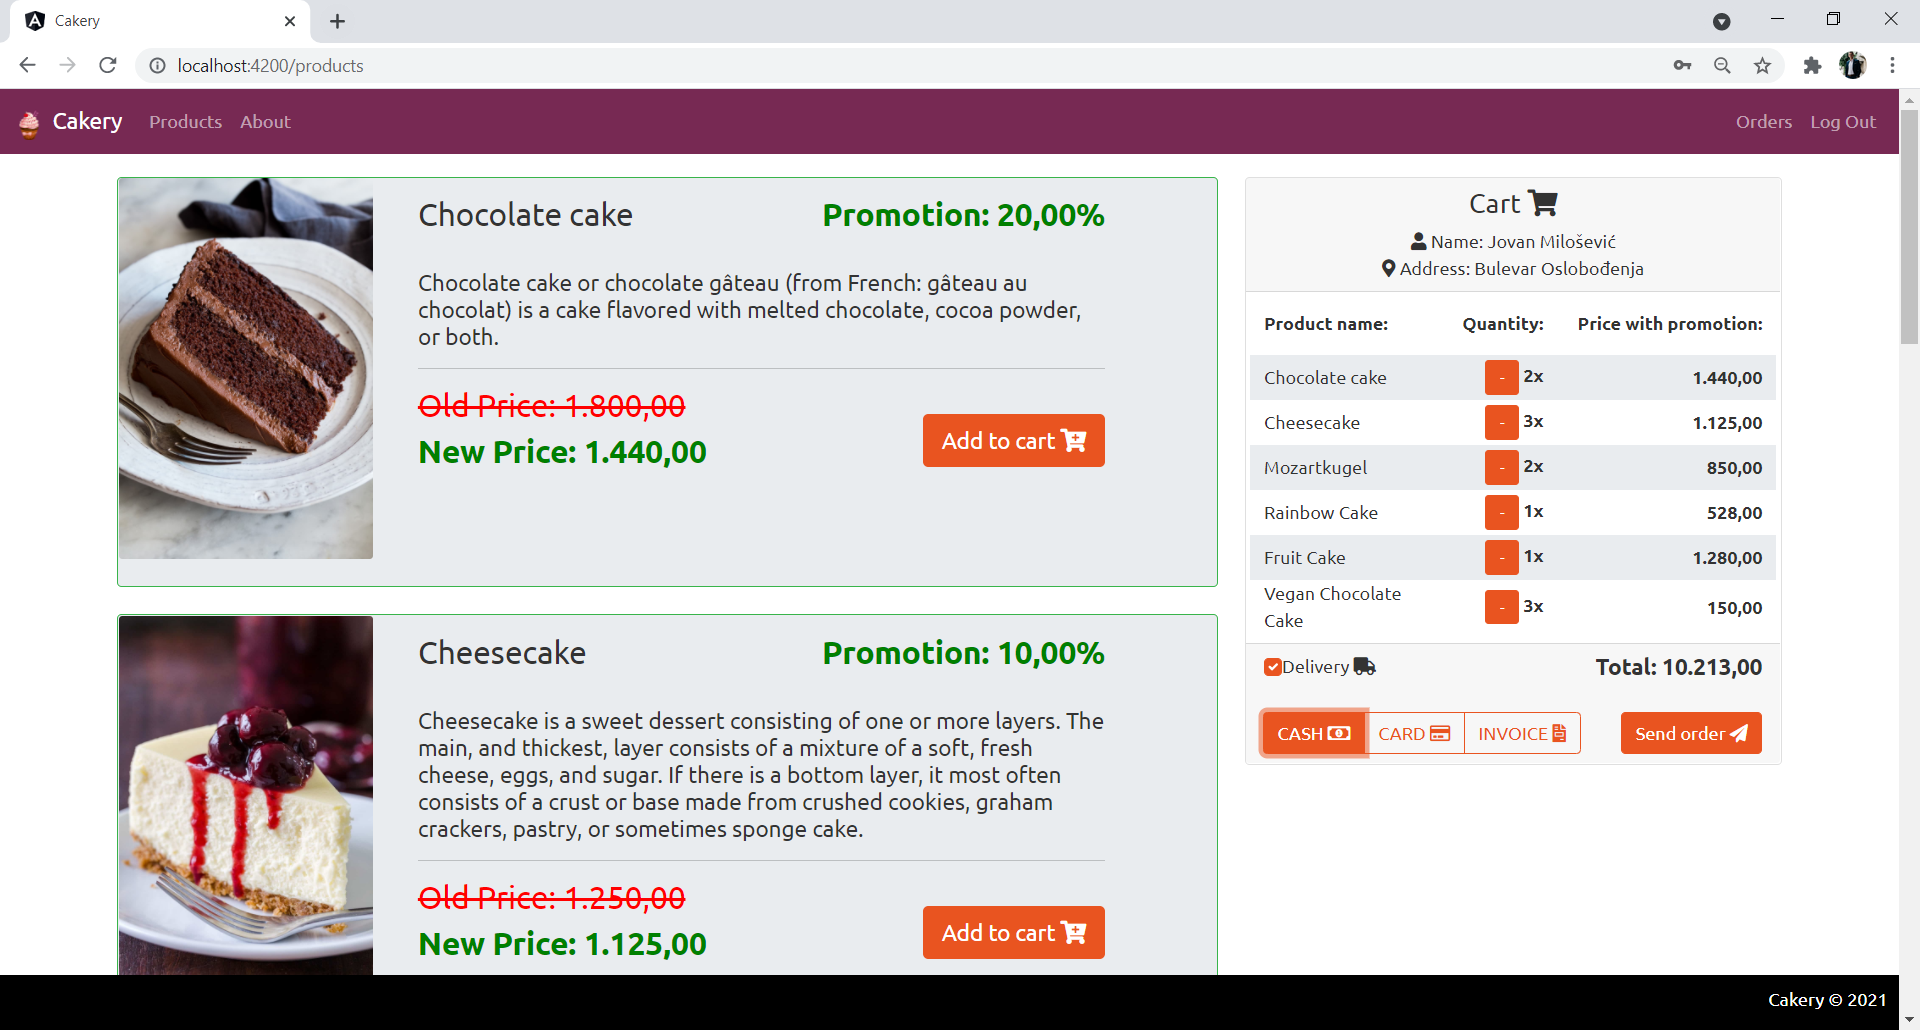 Cakery
localhost:4200/products
Cakery Products About Orders Log Out
Chocolate cake Promotion: 20,00%
Chocolate cake or chocolate gâteau (from French: gâteau au
chocolat) is a cake flavored with melted chocolate, cocoa powder,
or both.
Old Price: 1.800,00
New Price: 1.440,00
Add to cart
Cheesecake Promotion: 10,00%
Cheesecake is a sweet dessert consisting of one or more layers. The
main, and thickest, layer consists of a mixture of a soft, fresh
cheese, eggs, and sugar. If there is a bottom layer, it most often
consists of a crust or base made from crushed cookies, graham
crackers, pastry, or sometimes sponge cake.
Old Price: 1.250,00
New Price: 1.125,00
Add to cart
Cart
Name: Jovan Milošević
Address: Bulevar Oslobođenja
Product name: Quantity: Price with promotion:
Chocolate cake - 2x 1.440,00
Cheesecake - 3x 1.125,00
Mozartkugel - 2x 850,00
Rainbow Cake - 1x 528,00
Fruit Cake - 1x 1.280,00
Vegan Chocolate
Cake - 3x 150,00
Delivery Total: 10.213,00
CASH CARD INVOICE Send order
Cakery © 2021